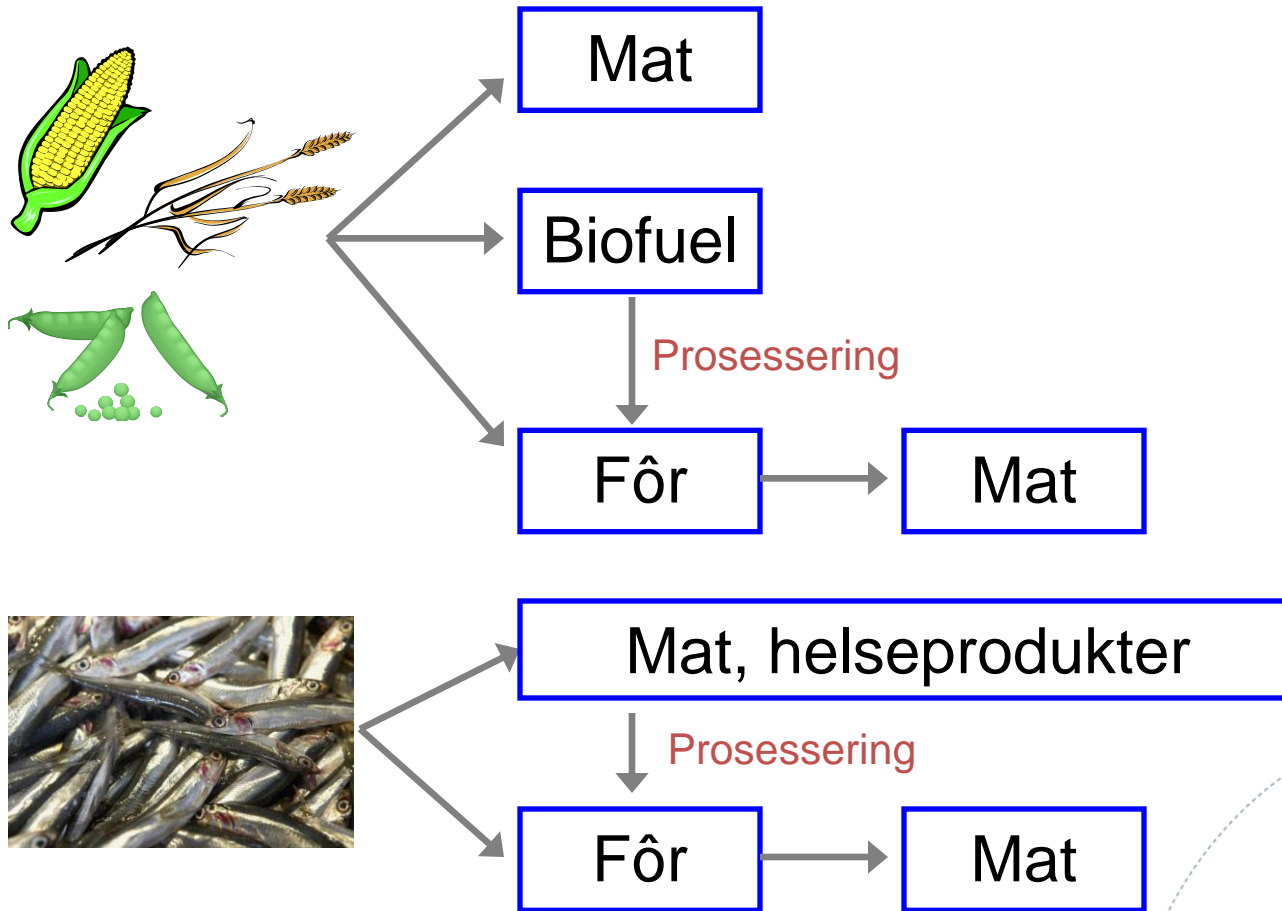 Mat
Biofuel
Prosessering
Fôr
Mat
Mat, helseprodukter
Prosessering
Fôr
Mat